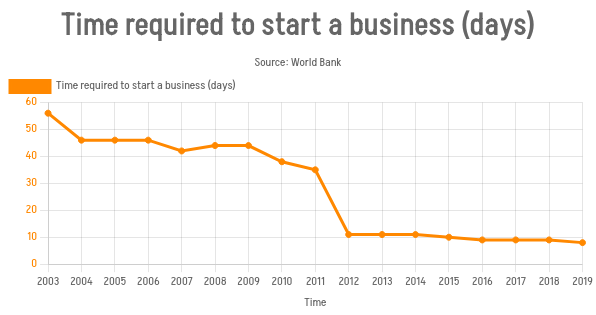 Time required to start a business (days)
Source: World Bank
Time required to start a business (days)
60
50
40
30
20
10
0
2003 2004 2005 2006 2007 2008 2009 2010 2011 2012 2013 2014 2015 2016 2017 2018 2019
Time